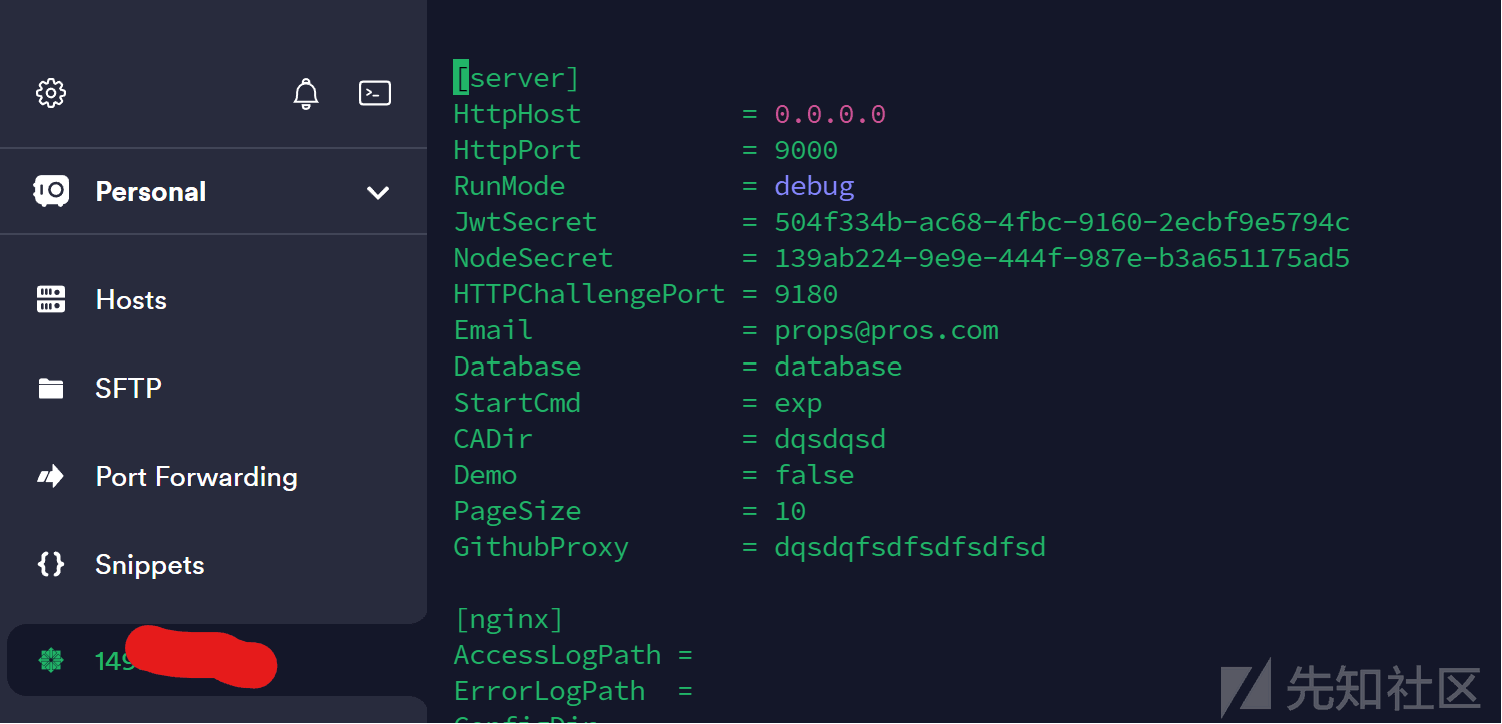 Personal
Hosts
SFTP
Port Forwarding
Snippets
149
[server]
HttpHost = 0.0.0.0
HttpPort = 9000
RunMode = debug
JwtSecret = 504f334b-ac68-4fbc-9160-2ecbf9e5794c
NodeSecret = 139ab224-9e9e-444f-987e-b3a651175ad5
HTTPChallengePort = 9180
Email = props@pros.com
Database = database
StartCmd = exp
CADir = dqsdqsd
Demo = false
PageSize = 10
GithubProxy = dqsdqfsdfsdfsdfsd
[nginx]
AccessLogPath =
ErrorLogPath =
ConfigDir
先知社区